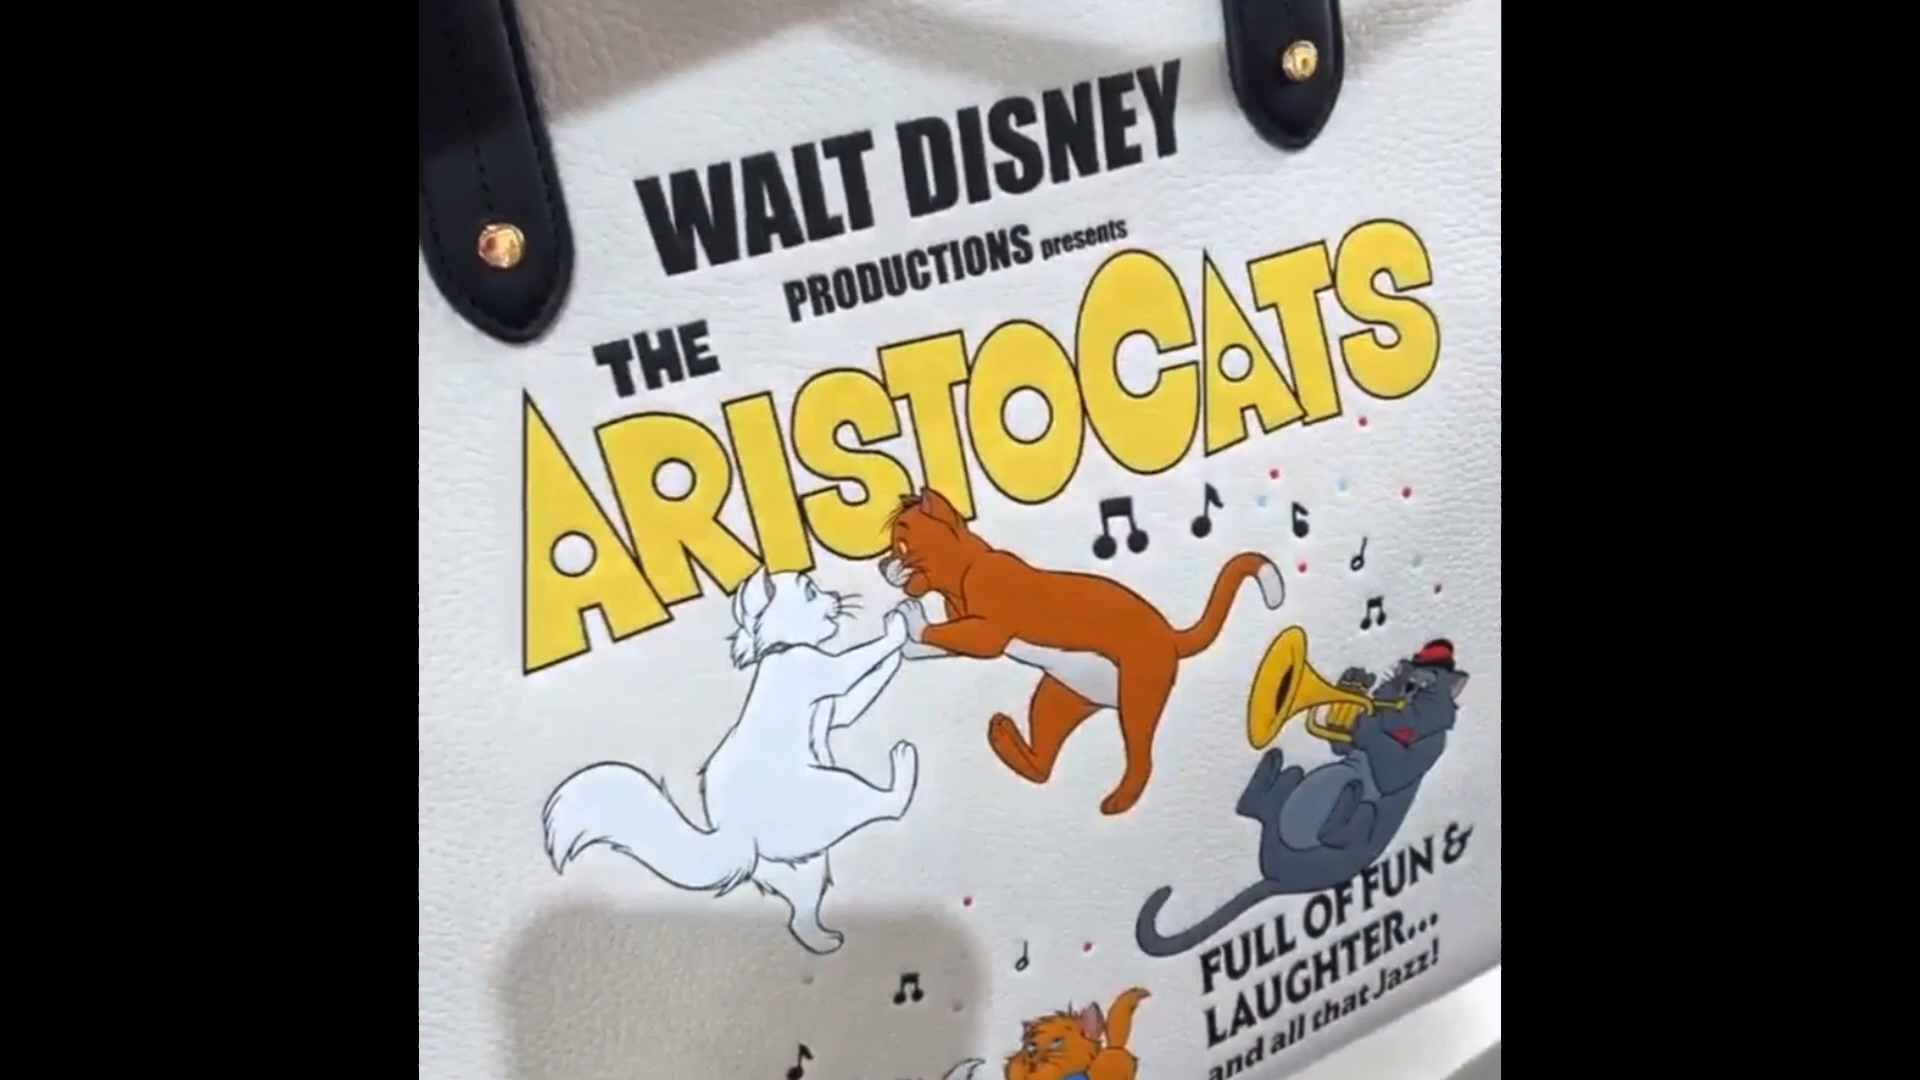 WALT DISNEY
PRODUCTIONS presents
THE
ARISTOCATS
FULL OF FUN &
LAUGHTER...
and all that Jazz!